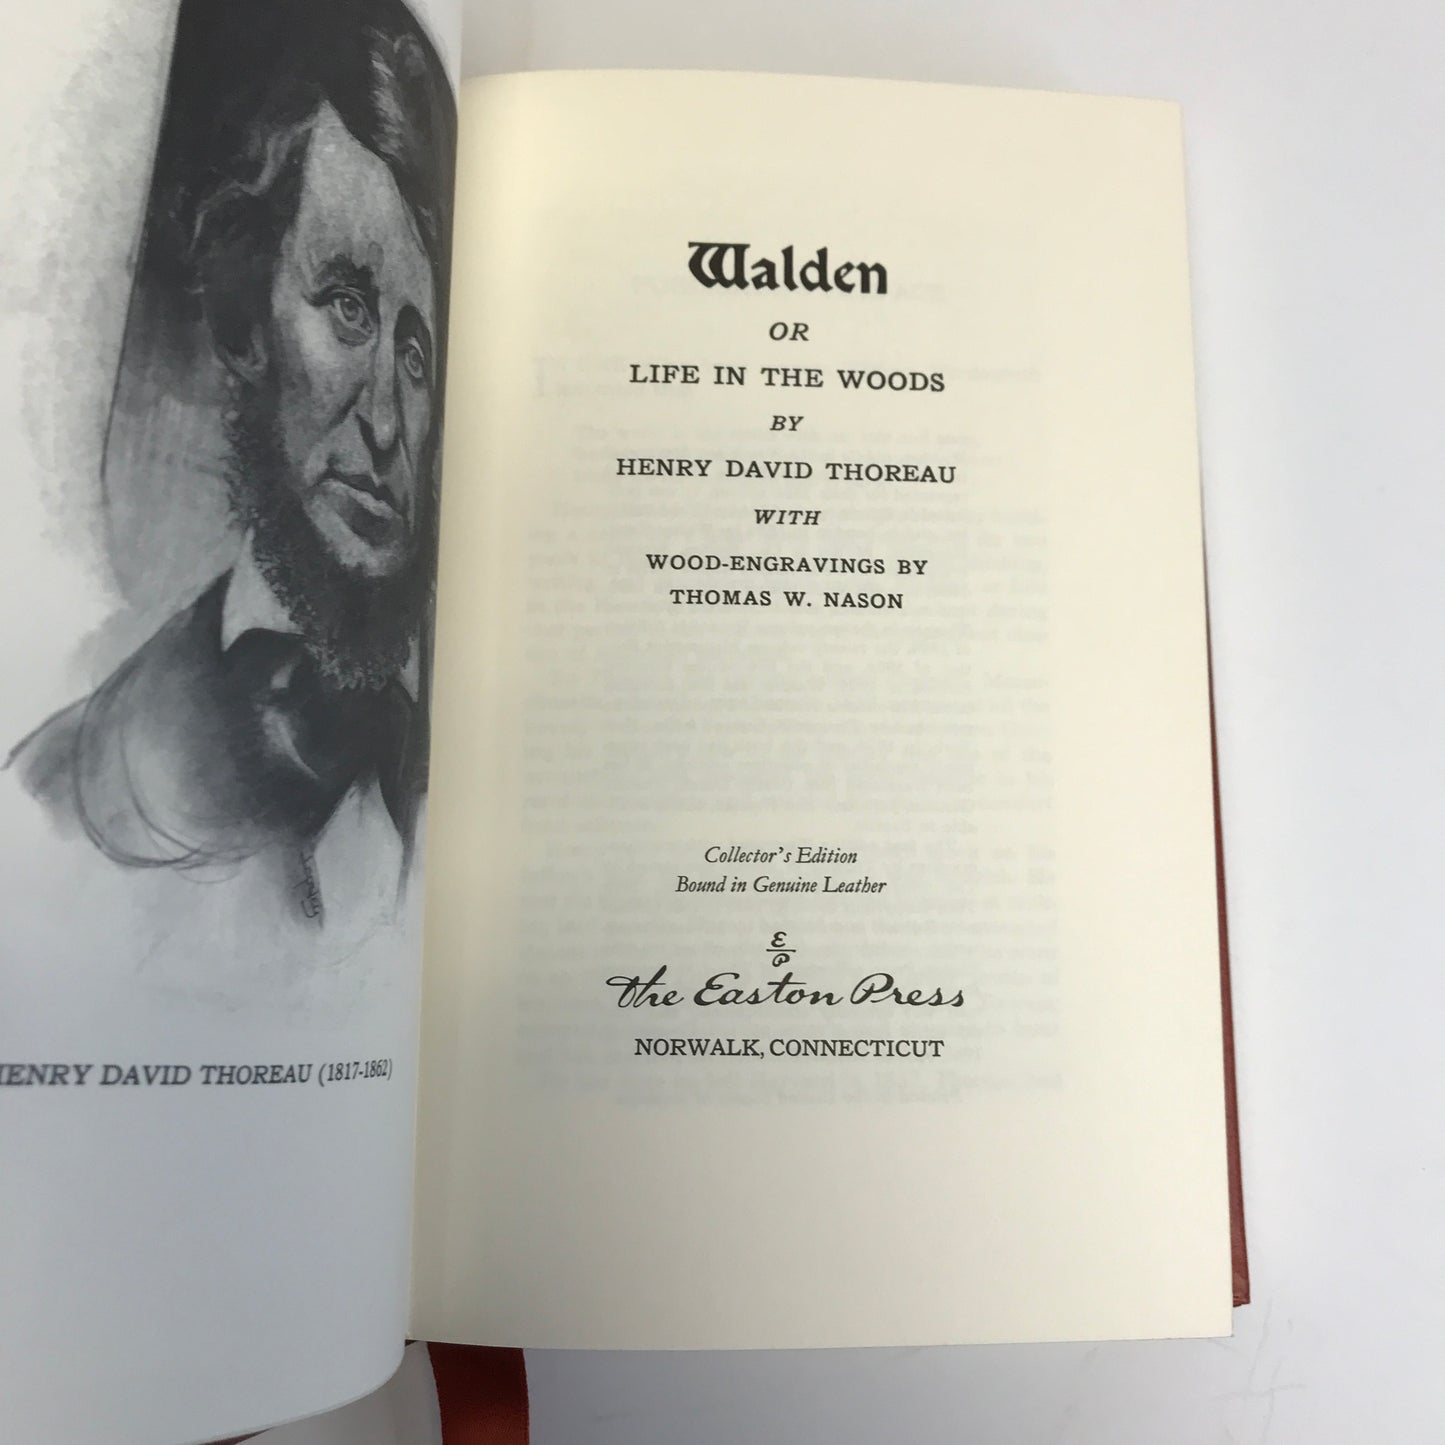 HENRY DAVID THOREAU (1817-1862)
Walden
OR
LIFE IN THE WOODS
BY
HENRY DAVID THOREAU
WITH
WOOD-ENGRAVINGS BY
THOMAS W. NASON
Collector's Edition
Bound in Genuine Leather
E
P
The Easton Press
NORWALK, CONNECTICUT